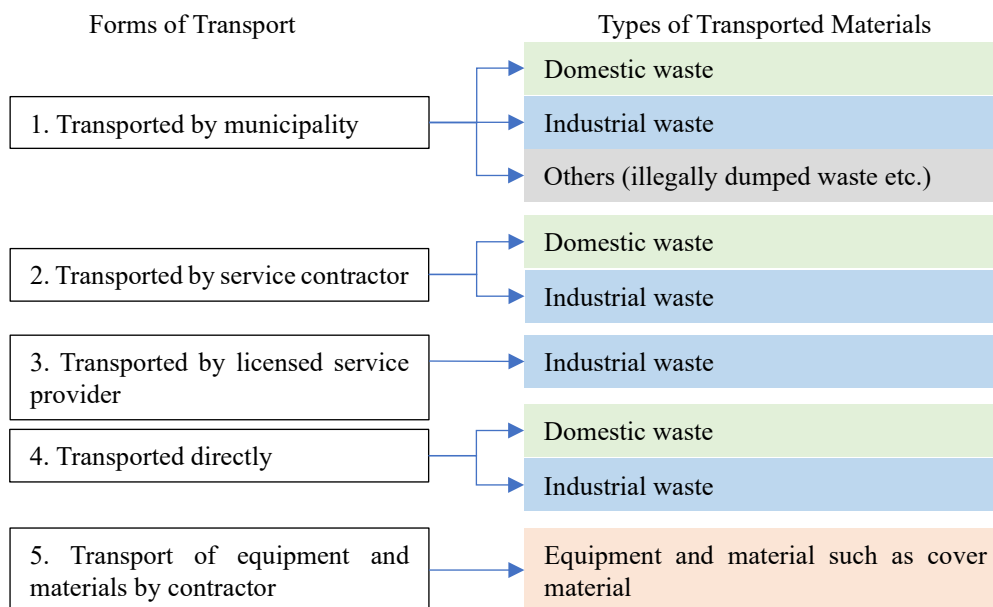 Forms of Transport
Types of Transported Materials
1. Transported by municipality
Domestic waste
Industrial waste
Others (illegally dumped waste etc.)
2. Transported by service contractor
Domestic waste
Industrial waste
3. Transported by licensed service
provider
Industrial waste
4. Transported directly
Domestic waste
Industrial waste
5. Transport of equipment and
materials by contractor
Equipment and material such as cover
material